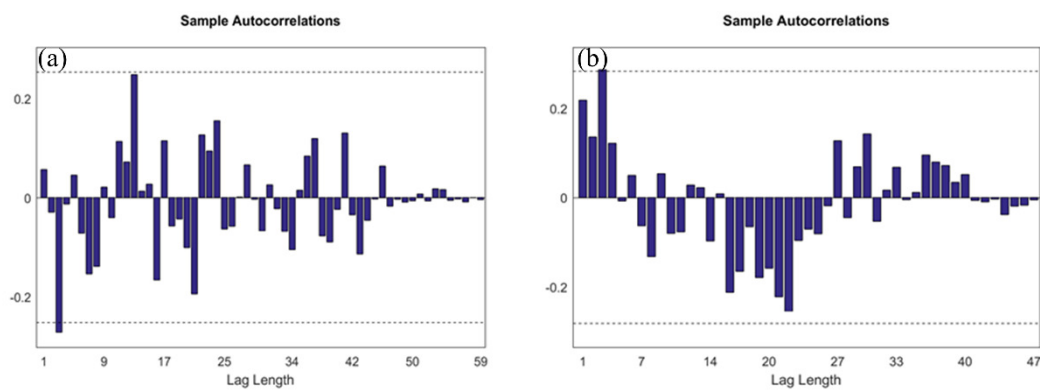 Sample Autocorrelations
(a)
0.2
0
-0.2
1 9 17 25 34 42 50 59
Lag Length
Sample Autocorrelations
(b)
0.2
0
-0.2
1 7 14 20 27 33 40 47
Lag Length